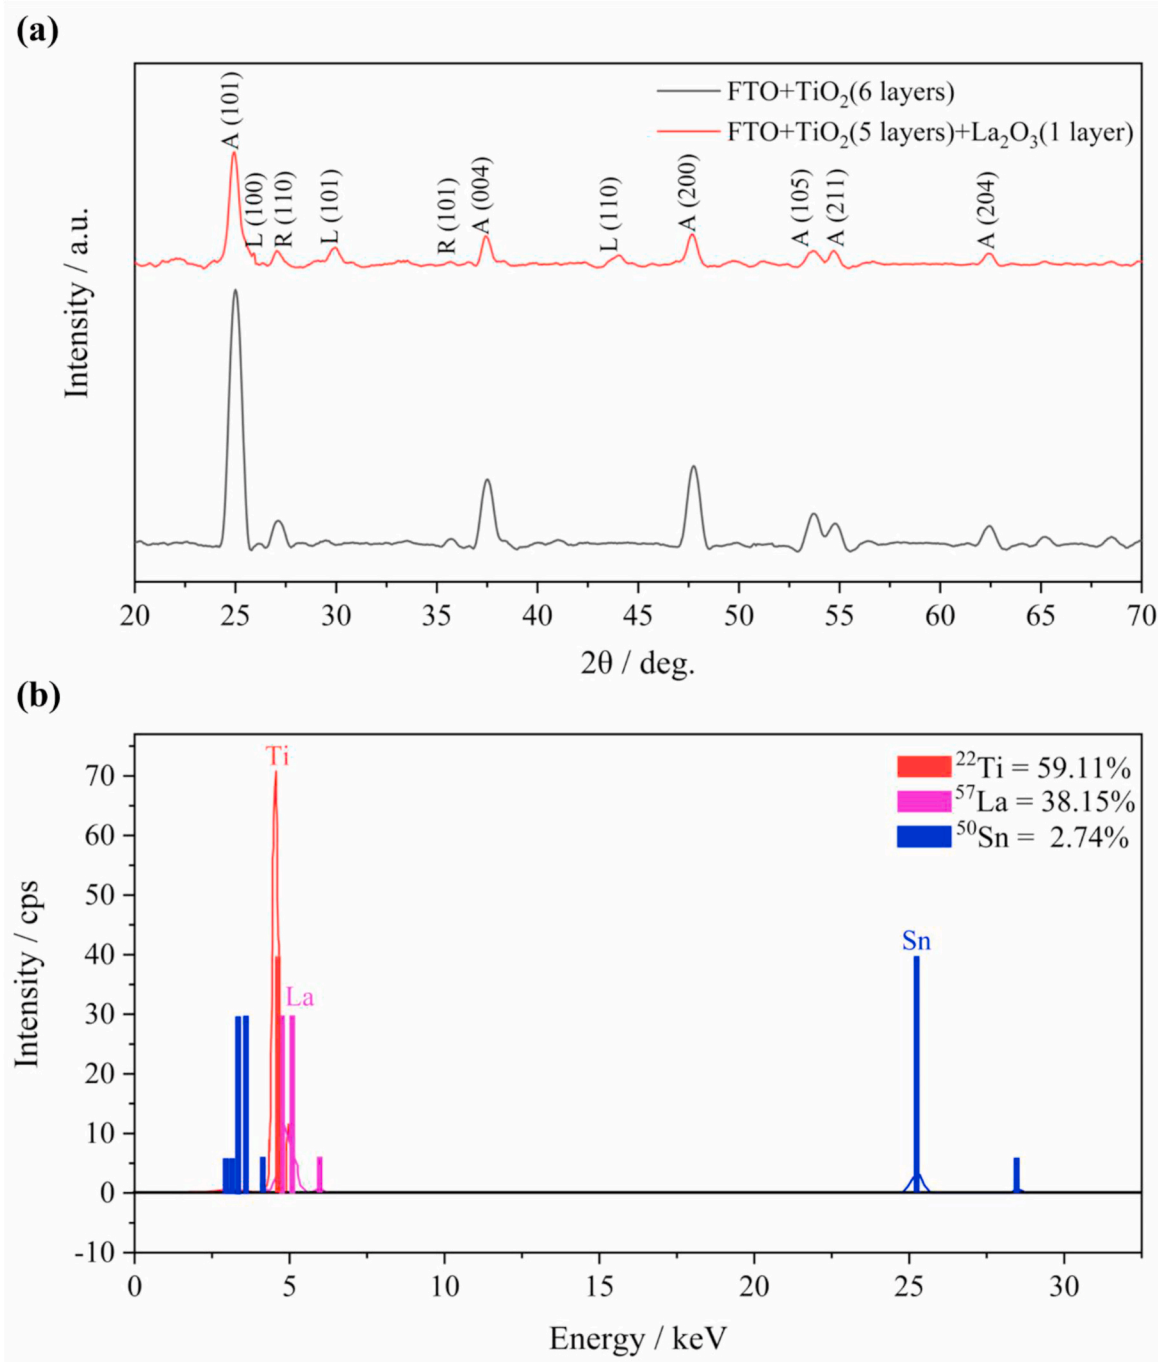 (a)
FTO+TiO₂(6 layers)
FTO+TiO₂(5 layers)+La₂O₃(1 layer)
A (101)
L (100)
R (110)
L (101)
R (101)
A (004)
L (110)
A (200)
A (105)
A (211)
A (204)
Intensity / a.u.
20 25 30 35 40 45 50 55 60 65 70
2θ / deg.
(b)
Ti
²²Ti = 59.11%
⁵⁷La = 38.15%
⁵⁰Sn = 2.74%
Sn
La
Intensity / cps
70
60
50
40
30
20
10
0
-10
0 5 10 15 20 25 30
Energy / keV